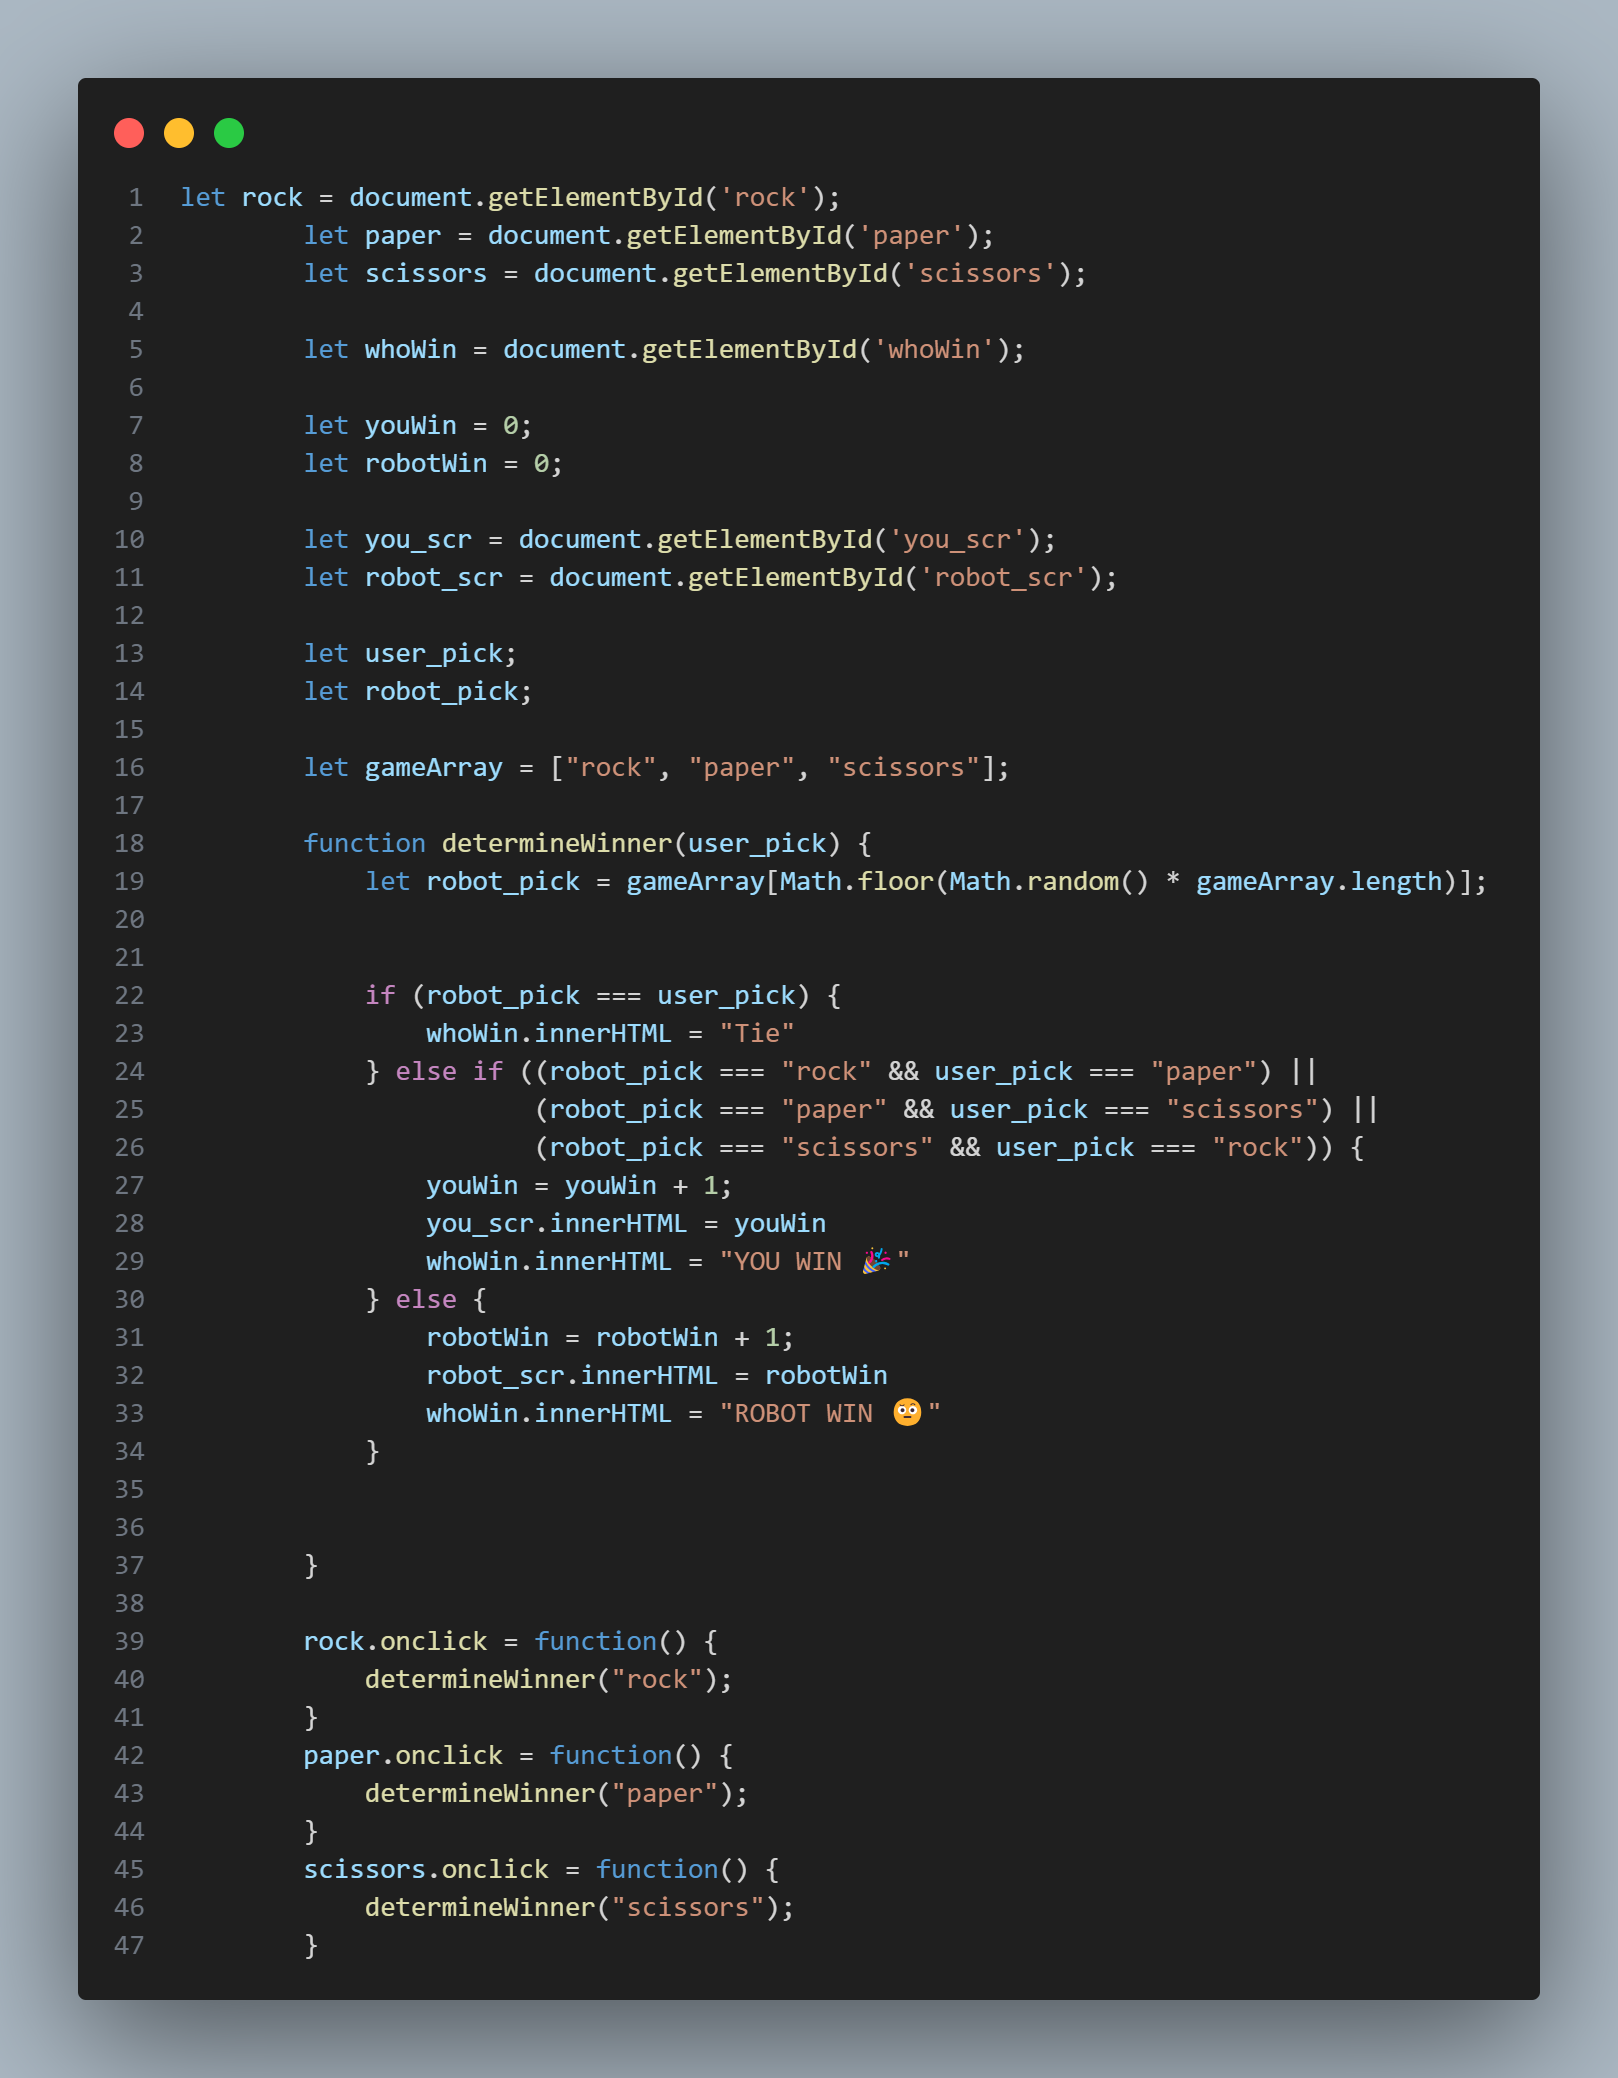 1 let rock = document.getElementById('rock');
2         let paper = document.getElementById('paper');
3         let scissors = document.getElementById('scissors');
4
5         let whoWin = document.getElementById('whoWin');
6
7         let youWin = 0;
8         let robotWin = 0;
9
10         let you_scr = document.getElementById('you_scr');
11         let robot_scr = document.getElementById('robot_scr');
12
13         let user_pick;
14         let robot_pick;
15
16         let gameArray = ["rock", "paper", "scissors"];
17
18         function determineWinner(user_pick) {
19             let robot_pick = gameArray[Math.floor(Math.random() * gameArray.length)];
20
21
22             if (robot_pick === user_pick) {
23                 whoWin.innerHTML = "Tie"
24             } else if ((robot_pick === "rock" && user_pick === "paper") ||
25                        (robot_pick === "paper" && user_pick === "scissors") ||
26                        (robot_pick === "scissors" && user_pick === "rock")) {
27                 youWin = youWin + 1;
28                 you_scr.innerHTML = youWin
29                 whoWin.innerHTML = "YOU WIN 🎉"
30             } else {
31                 robotWin = robotWin + 1;
32                 robot_scr.innerHTML = robotWin
33                 whoWin.innerHTML = "ROBOT WIN 😳"
34             }
35
36
37         }
38
39         rock.onclick = function() {
40             determineWinner("rock");
41         }
42         paper.onclick = function() {
43             determineWinner("paper");
44         }
45         scissors.onclick = function() {
46             determineWinner("scissors");
47         }